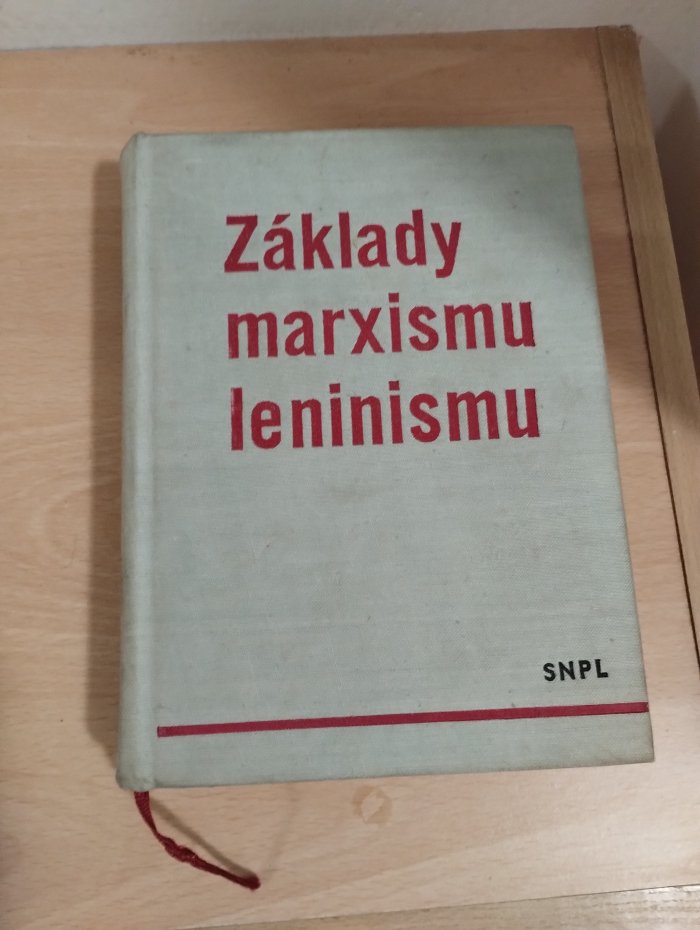 Základy
marxismu
leninismu
SNPL